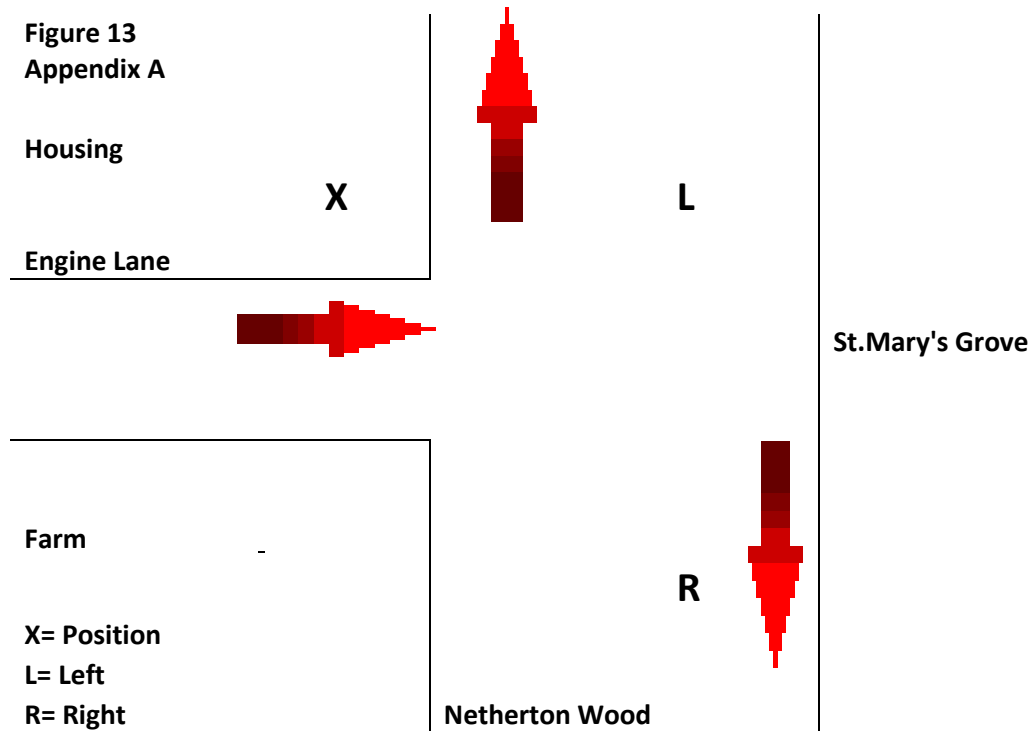 Figure 13
Appendix A
Housing
X
L
Engine Lane
St.Mary's Grove
Farm
R
X= Position
L= Left
R= Right
Netherton Wood